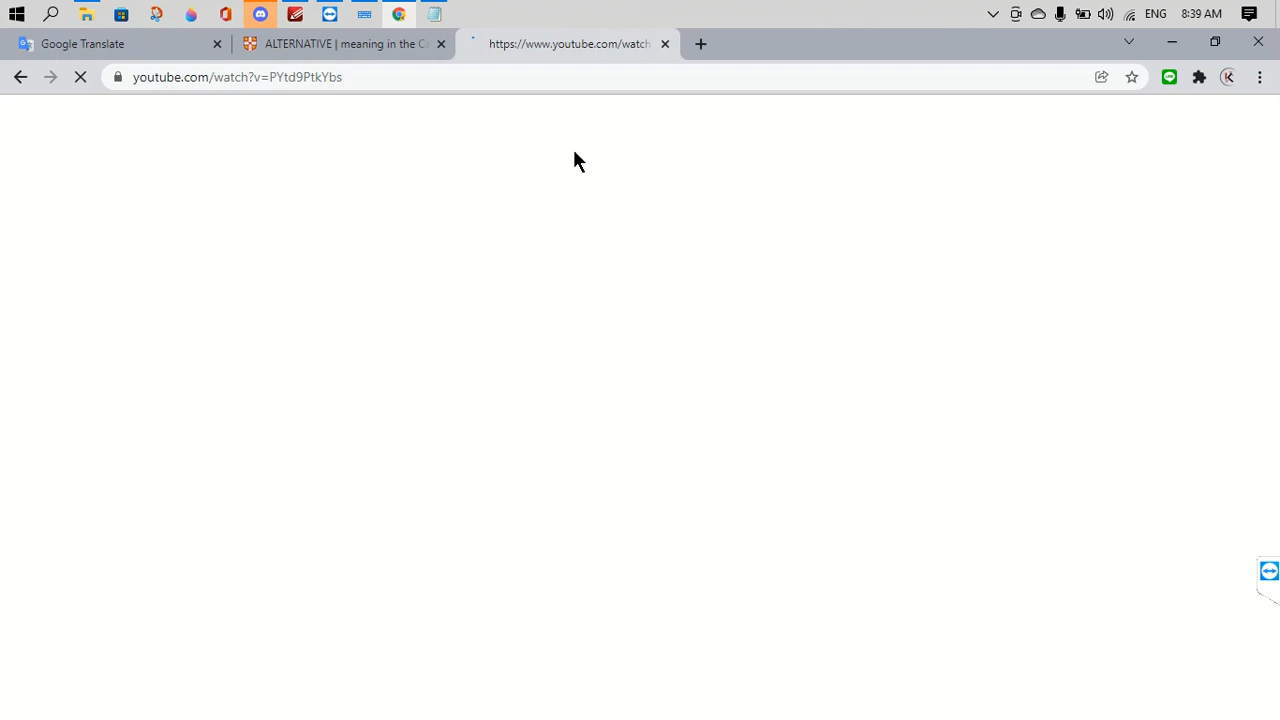 ENG
8:39 AM
Google Translate
ALTERNATIVE | meaning in the Ca
https://www.youtube.com/watch
youtube.com/watch?v=PYtd9PtkYbs